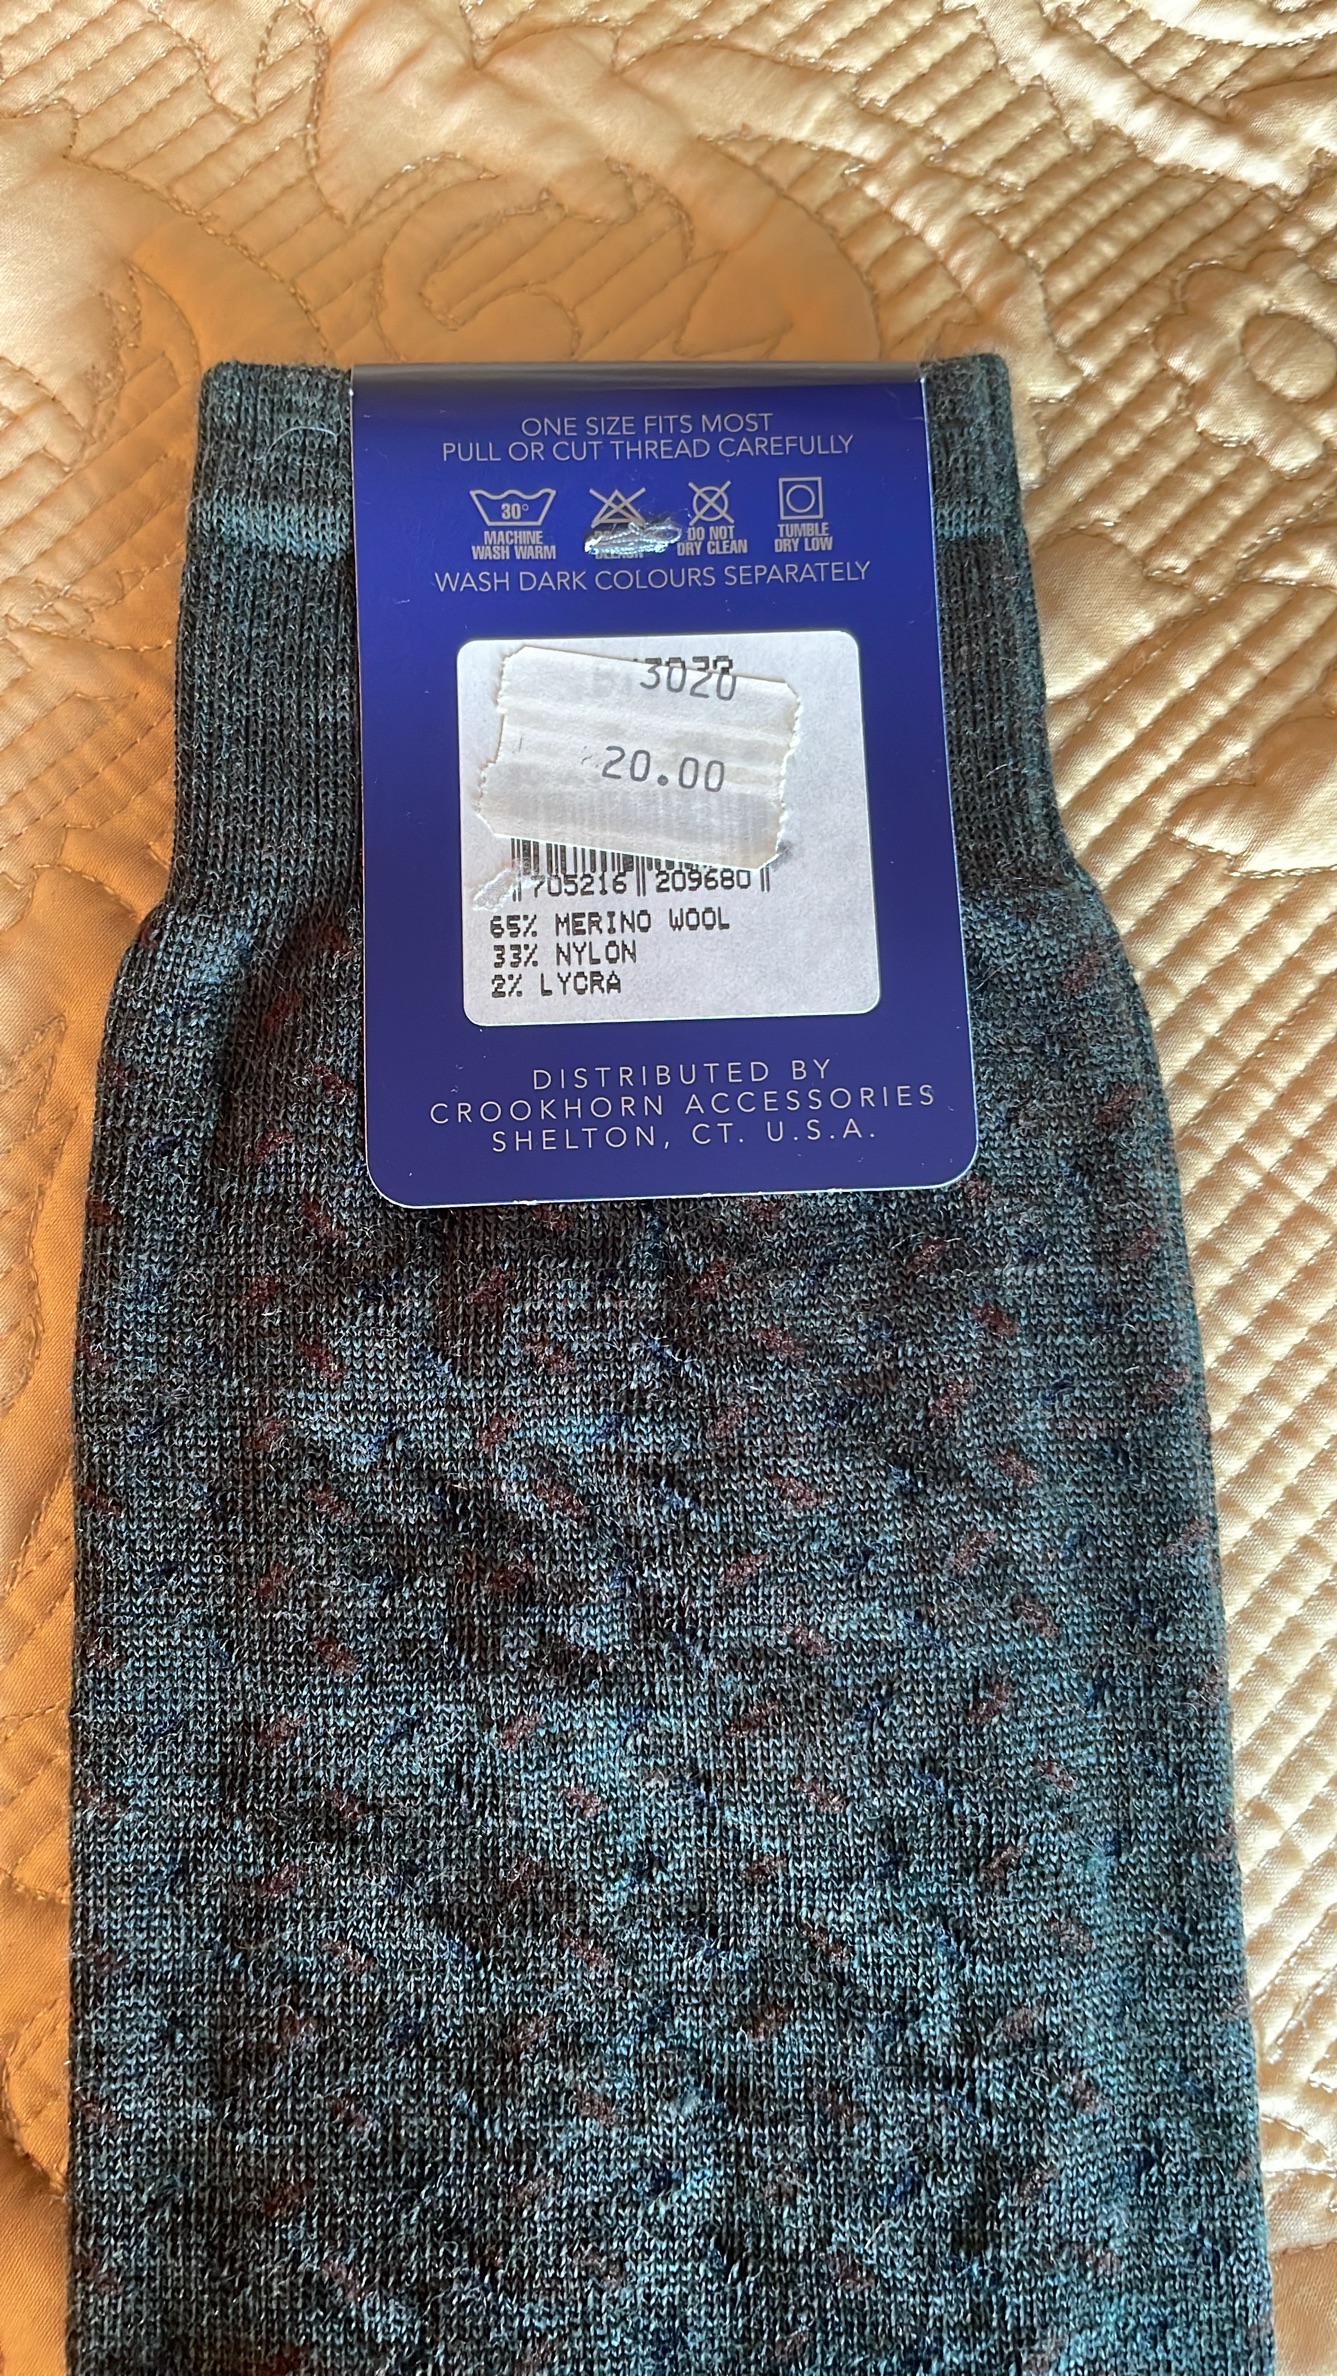 ONE SIZE FITS MOST
PULL OR CUT THREAD CAREFULLY
30°
MACHINE
WASH WARM
DO NOT
DRY CLEAN
TUMBLE
DRY LOW
WASH DARK COLOURS SEPARATELY
3020
20.00
705216 209680
65% MERINO WOOL
33% NYLON
2% LYCRA
DISTRIBUTED BY
CROOKHORN ACCESSORIES
SHELTON, CT. U.S.A.